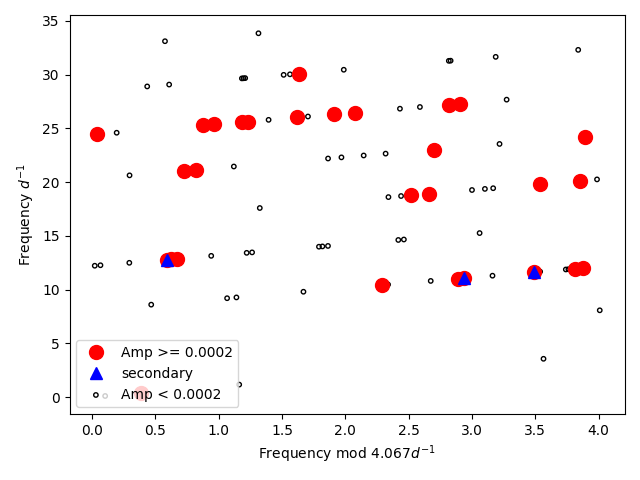 35
30
25
20
15
10
5
0
Frequency d⁻¹
Amp >= 0.0002
secondary
Amp < 0.0002
0.0 0.5 1.0 1.5 2.0 2.5 3.0 3.5 4.0
Frequency mod 4.067d⁻¹